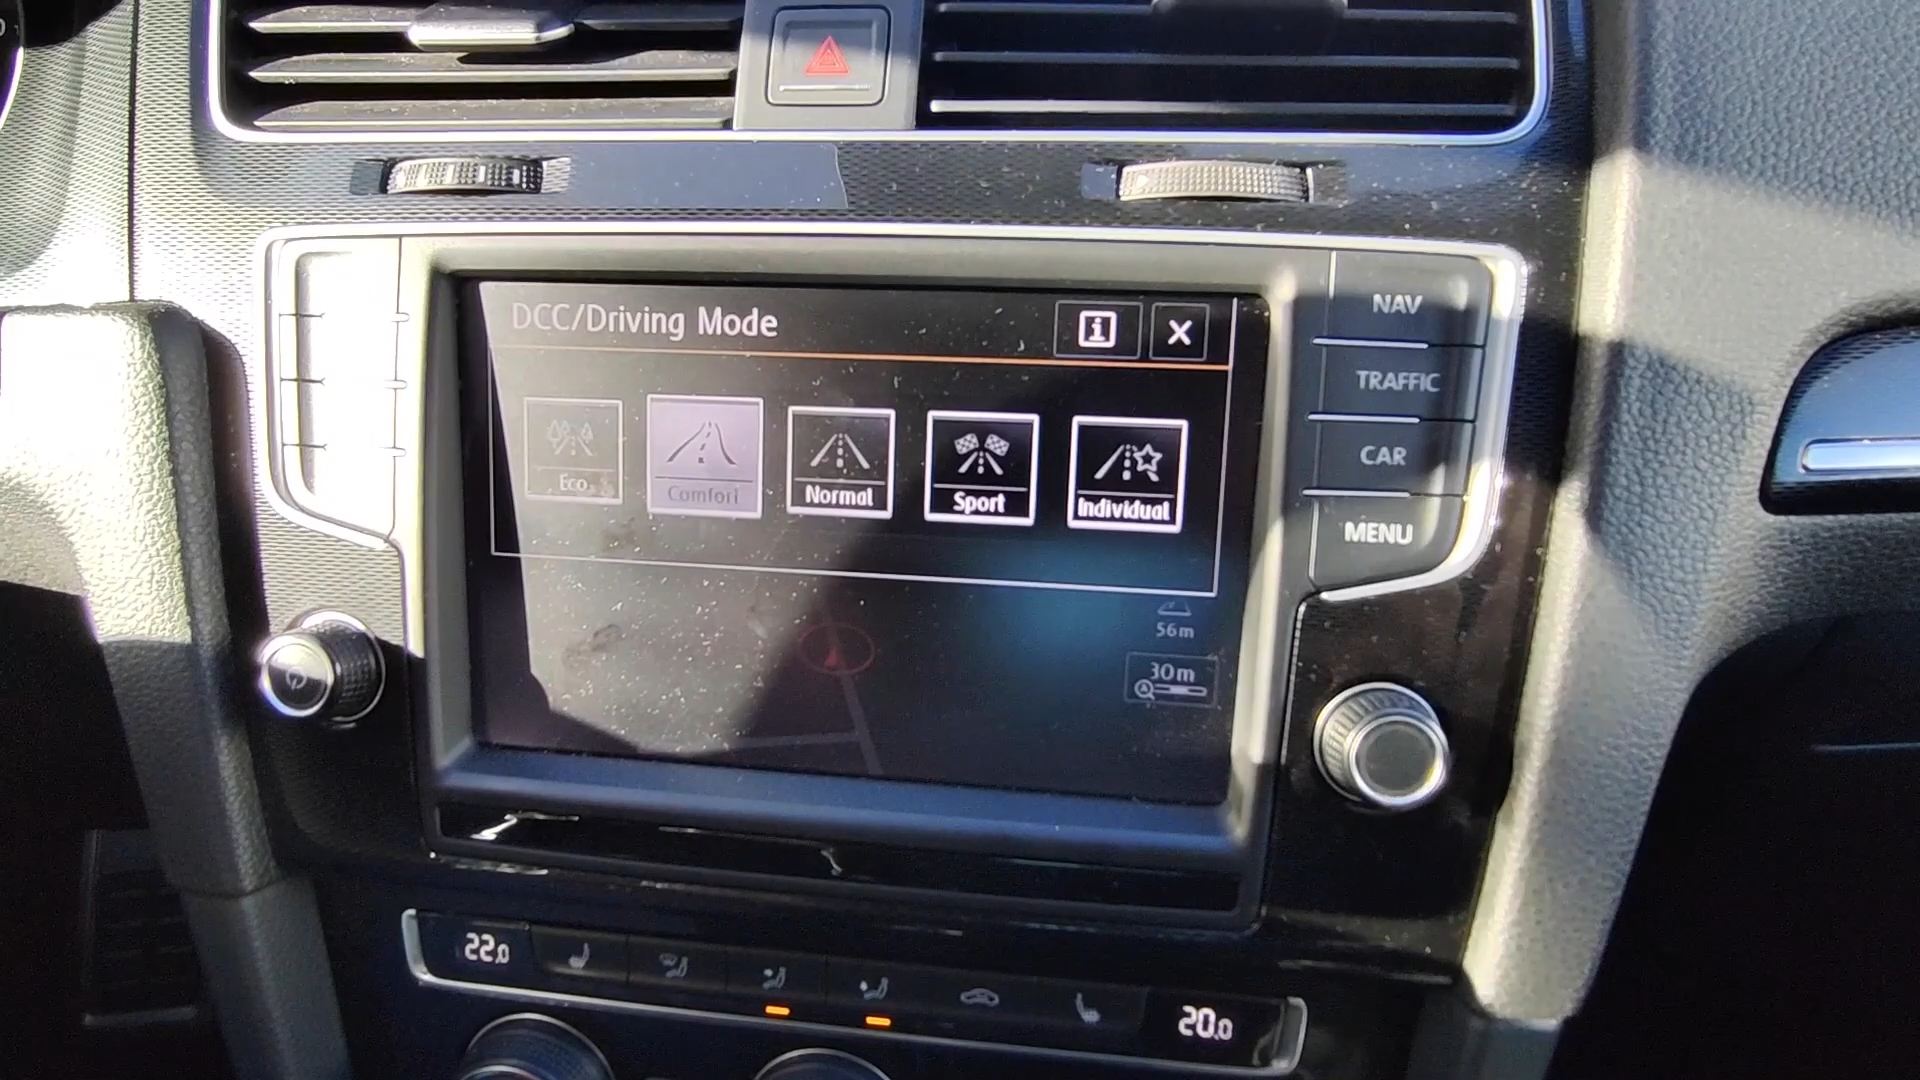 DCC/Driving Mode
i X
Eco Comfort Normal Sport Individual
NAV
TRAFFIC
CAR
MENU
56m
30m
22.0
20.0